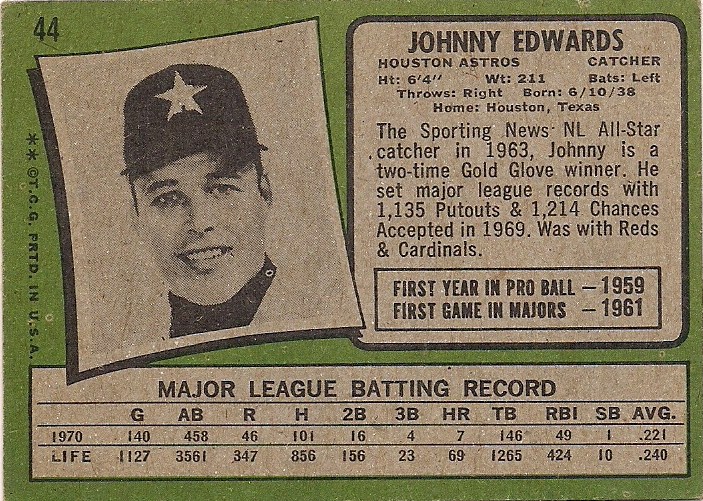 44
* * ©T.C.G. PRTD. IN U.S.A.
JOHNNY EDWARDS
HOUSTON ASTROS CATCHER
Ht: 6'4" Wt: 211 Bats: Left
Throws: Right Born: 6/10/38
Home: Houston, Texas
The Sporting News NL All-Star
catcher in 1963, Johnny is a
two-time Gold Glove winner. He
set major league records with
1,135 Putouts & 1,214 Chances
Accepted in 1969. Was with Reds
& Cardinals.
FIRST YEAR IN PRO BALL – 1959
FIRST GAME IN MAJORS – 1961
MAJOR LEAGUE BATTING RECORD
G AB R H 2B 3B HR TB RBI SB AVG.
1970 140 458 46 101 16 4 7 146 49 1 .221
LIFE 1127 3561 347 856 156 23 69 1265 424 10 .240